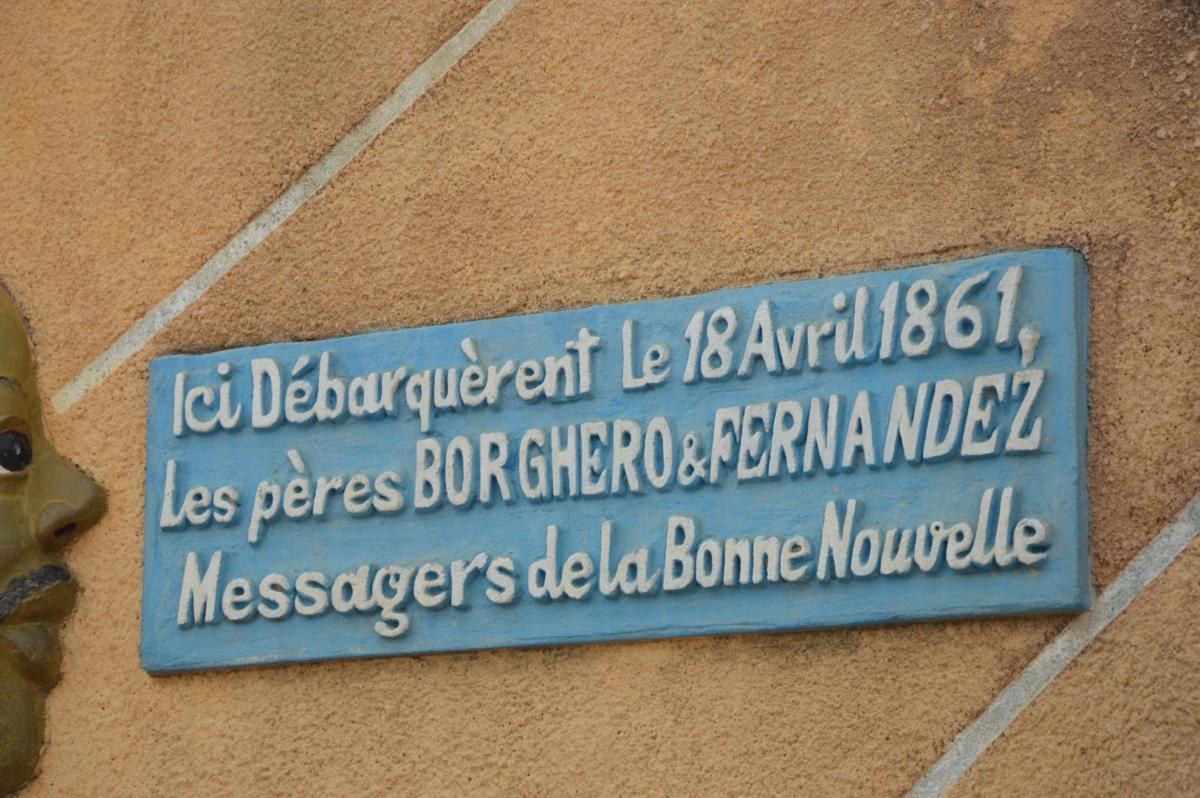 Ici Débarquèrent Le 18 Avril 1861,
Les pères BORGHERO & FERNANDEZ
Messagers de la Bonne Nouvelle